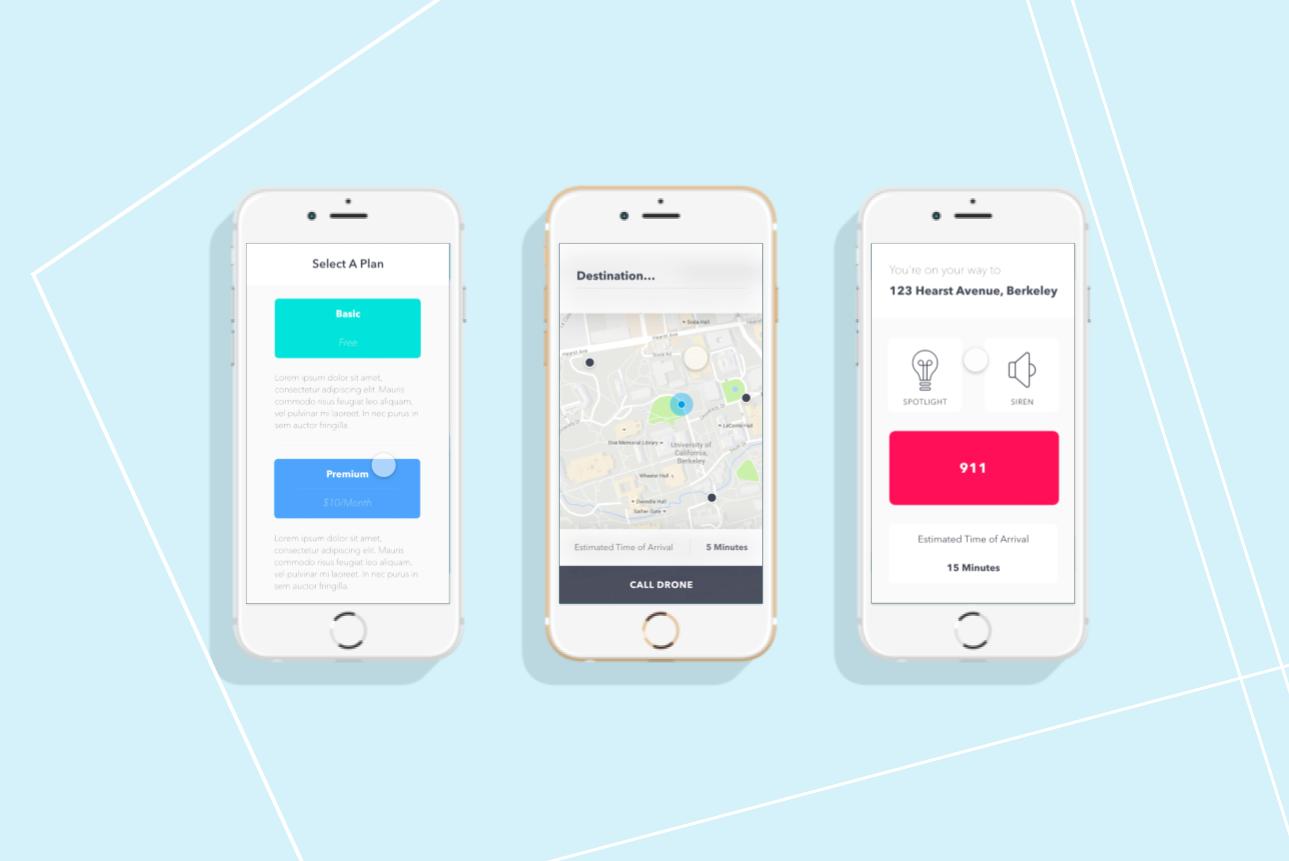 Select A Plan
Basic
Free
Lorem ipsum dolor sit amet,
consectetur adipiscing elit. Mauris
commodo risus feugiat leo aliquam,
vel pulvinar mi laoreet. In nec purus in
sem auctor fringilla.
Premium
$10/Month
Lorem ipsum dolor sit amet,
consectetur adipiscing elit. Mauris
commodo risus feugiat leo aliquam,
vel pulvinar mi laoreet. In nec purus in
sem auctor fringilla.
Destination...
Soda Hall
Hearst Ave
Hearst Ave
LeConte Hall
Doe Memorial Library
University of
California,
Berkeley
Wheeler Hall
Dwinelle Hall
Sather Gate
Estimated Time of Arrival
5 Minutes
CALL DRONE
You're on your way to
123 Hearst Avenue, Berkeley
SPOTLIGHT
SIREN
911
Estimated Time of Arrival
15 Minutes